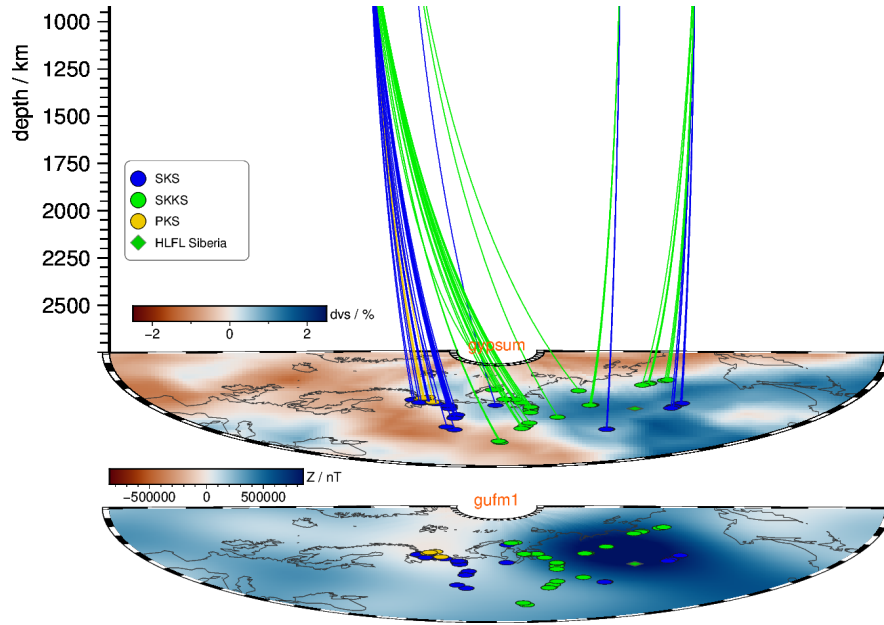 1000
1250
1500
1750
2000
2250
2500
depth / km
SKS
SKKS
PKS
HLFL Siberia
dvs / %
−2 0 2
gypsum
Z / nT
−500000 0 500000
gufm1